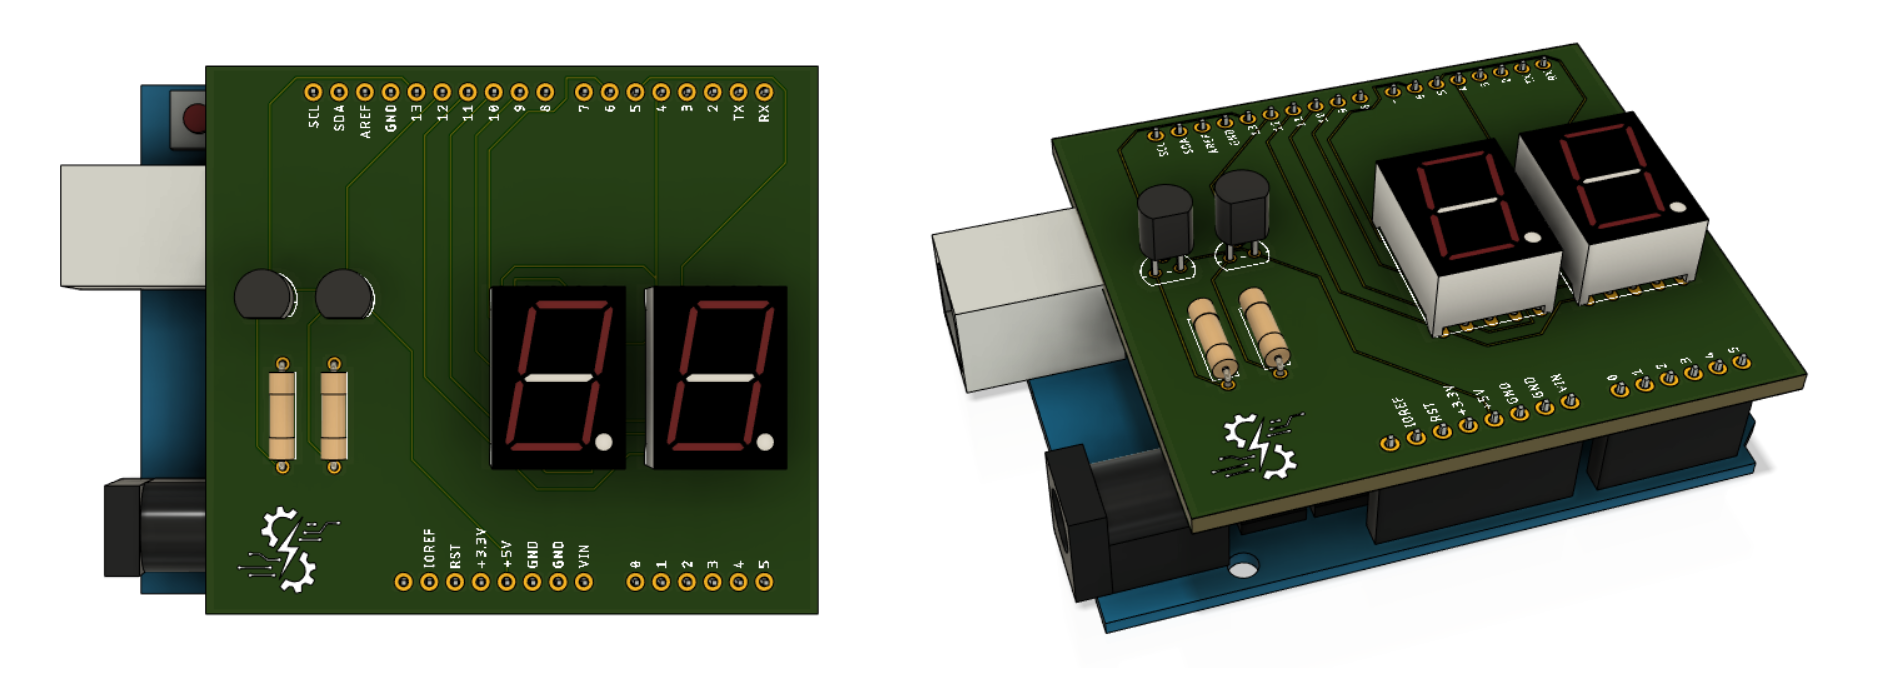 SCL SDA AREF GND 13 12 11 10 9 8 7 6 5 4 3 2 TX RX
IOREF RST +3.3V +5V GND GND VIN 0 1 2 3 4 5
SCL SDA AREF GND 13 12 11 10 9 8 7 6 5 4 3 2 TX RX
IOREF RST +3.3V +5V GND GND VIN 0 1 2 3 4 5